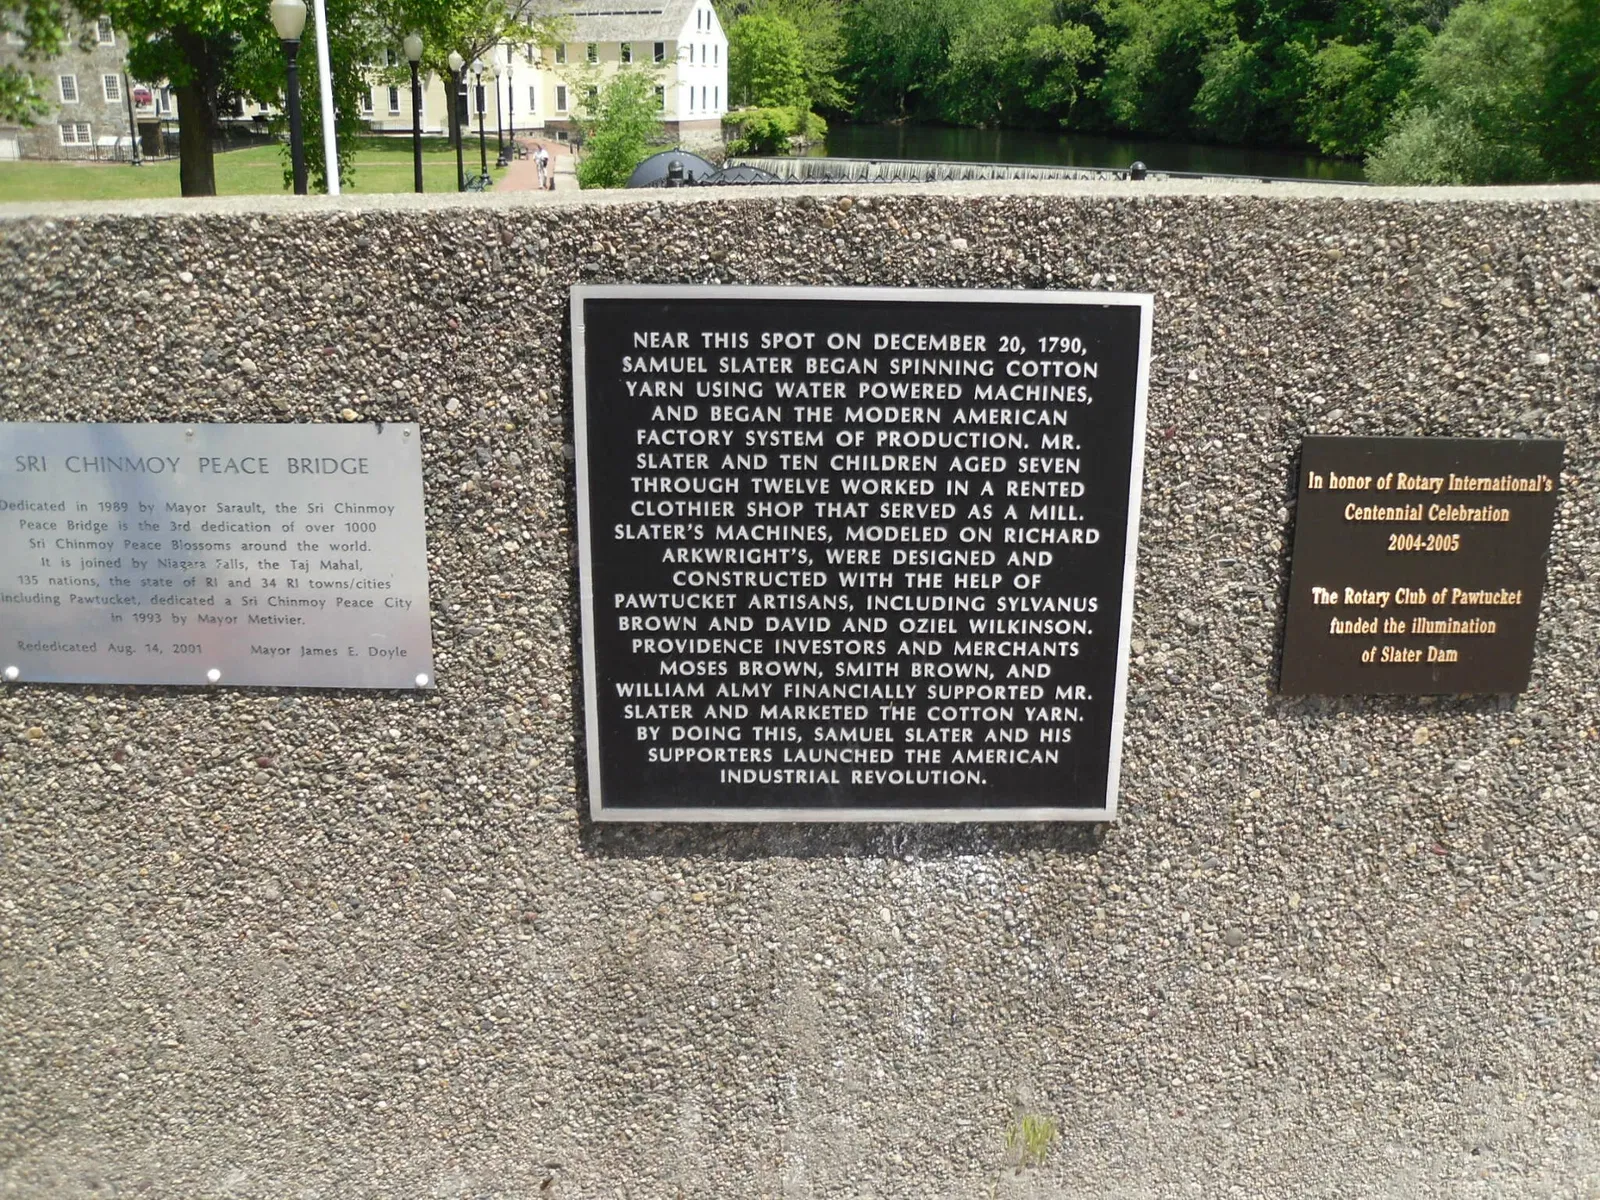 SRI CHINMOY PEACE BRIDGE
Dedicated in 1989 by Mayor Sarault, the Sri Chinmoy
Peace Bridge is the 3rd dedication of over 1000
Sri Chinmoy Peace Blossoms around the world.
It is joined by Niagara Falls, the Taj Mahal,
135 nations, the state of RI and 34 RI towns/cities
including Pawtucket, dedicated a Sri Chinmoy Peace City
in 1993 by Mayor Metivier.
Rededicated Aug. 14, 2001 Mayor James E. Doyle
NEAR THIS SPOT ON DECEMBER 20, 1790,
SAMUEL SLATER BEGAN SPINNING COTTON
YARN USING WATER POWERED MACHINES,
AND BEGAN THE MODERN AMERICAN
FACTORY SYSTEM OF PRODUCTION. MR.
SLATER AND TEN CHILDREN AGED SEVEN
THROUGH TWELVE WORKED IN A RENTED
CLOTHIER SHOP THAT SERVED AS A MILL.
SLATER'S MACHINES, MODELED ON RICHARD
ARKWRIGHT'S, WERE DESIGNED AND
CONSTRUCTED WITH THE HELP OF
PAWTUCKET ARTISANS, INCLUDING SYLVANUS
BROWN AND DAVID AND OZIEL WILKINSON.
PROVIDENCE INVESTORS AND MERCHANTS
MOSES BROWN, SMITH BROWN, AND
WILLIAM ALMY FINANCIALLY SUPPORTED MR.
SLATER AND MARKETED THE COTTON YARN.
BY DOING THIS, SAMUEL SLATER AND HIS
SUPPORTERS LAUNCHED THE AMERICAN
INDUSTRIAL REVOLUTION.
In honor of Rotary International's
Centennial Celebration
2004-2005
The Rotary Club of Pawtucket
funded the illumination
of Slater Dam